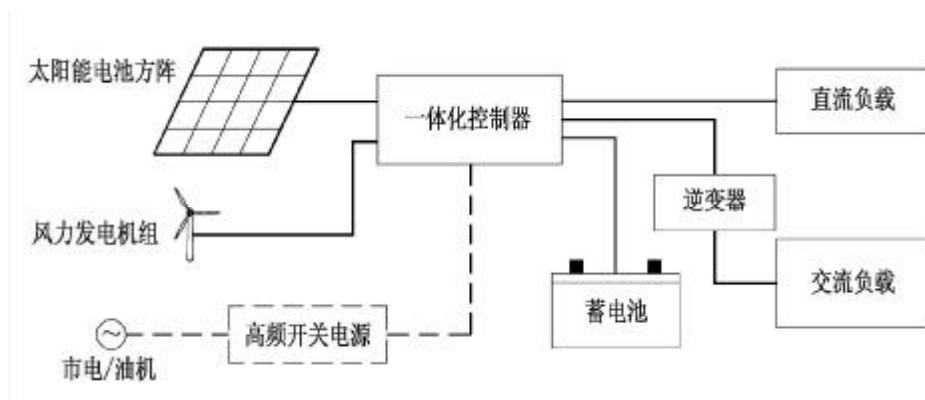 太阳能电池方阵
一体化控制器
直流负载
风力发电机组
逆变器
交流负载
蓄电池
高频开关电源
市电/油机